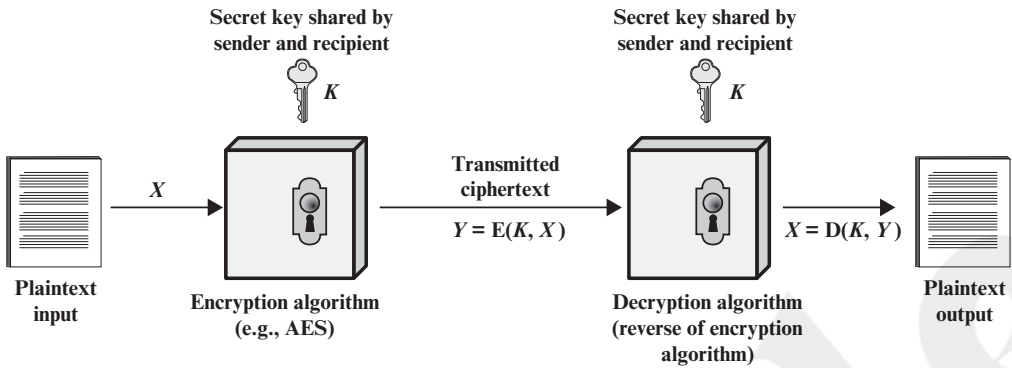 Secret key shared by
sender and recipient
K
Secret key shared by
sender and recipient
K
X
Transmitted
ciphertext
Y = E(K, X)
X = D(K, Y)
Plaintext
input
Encryption algorithm
(e.g., AES)
Decryption algorithm
(reverse of encryption
algorithm)
Plaintext
output